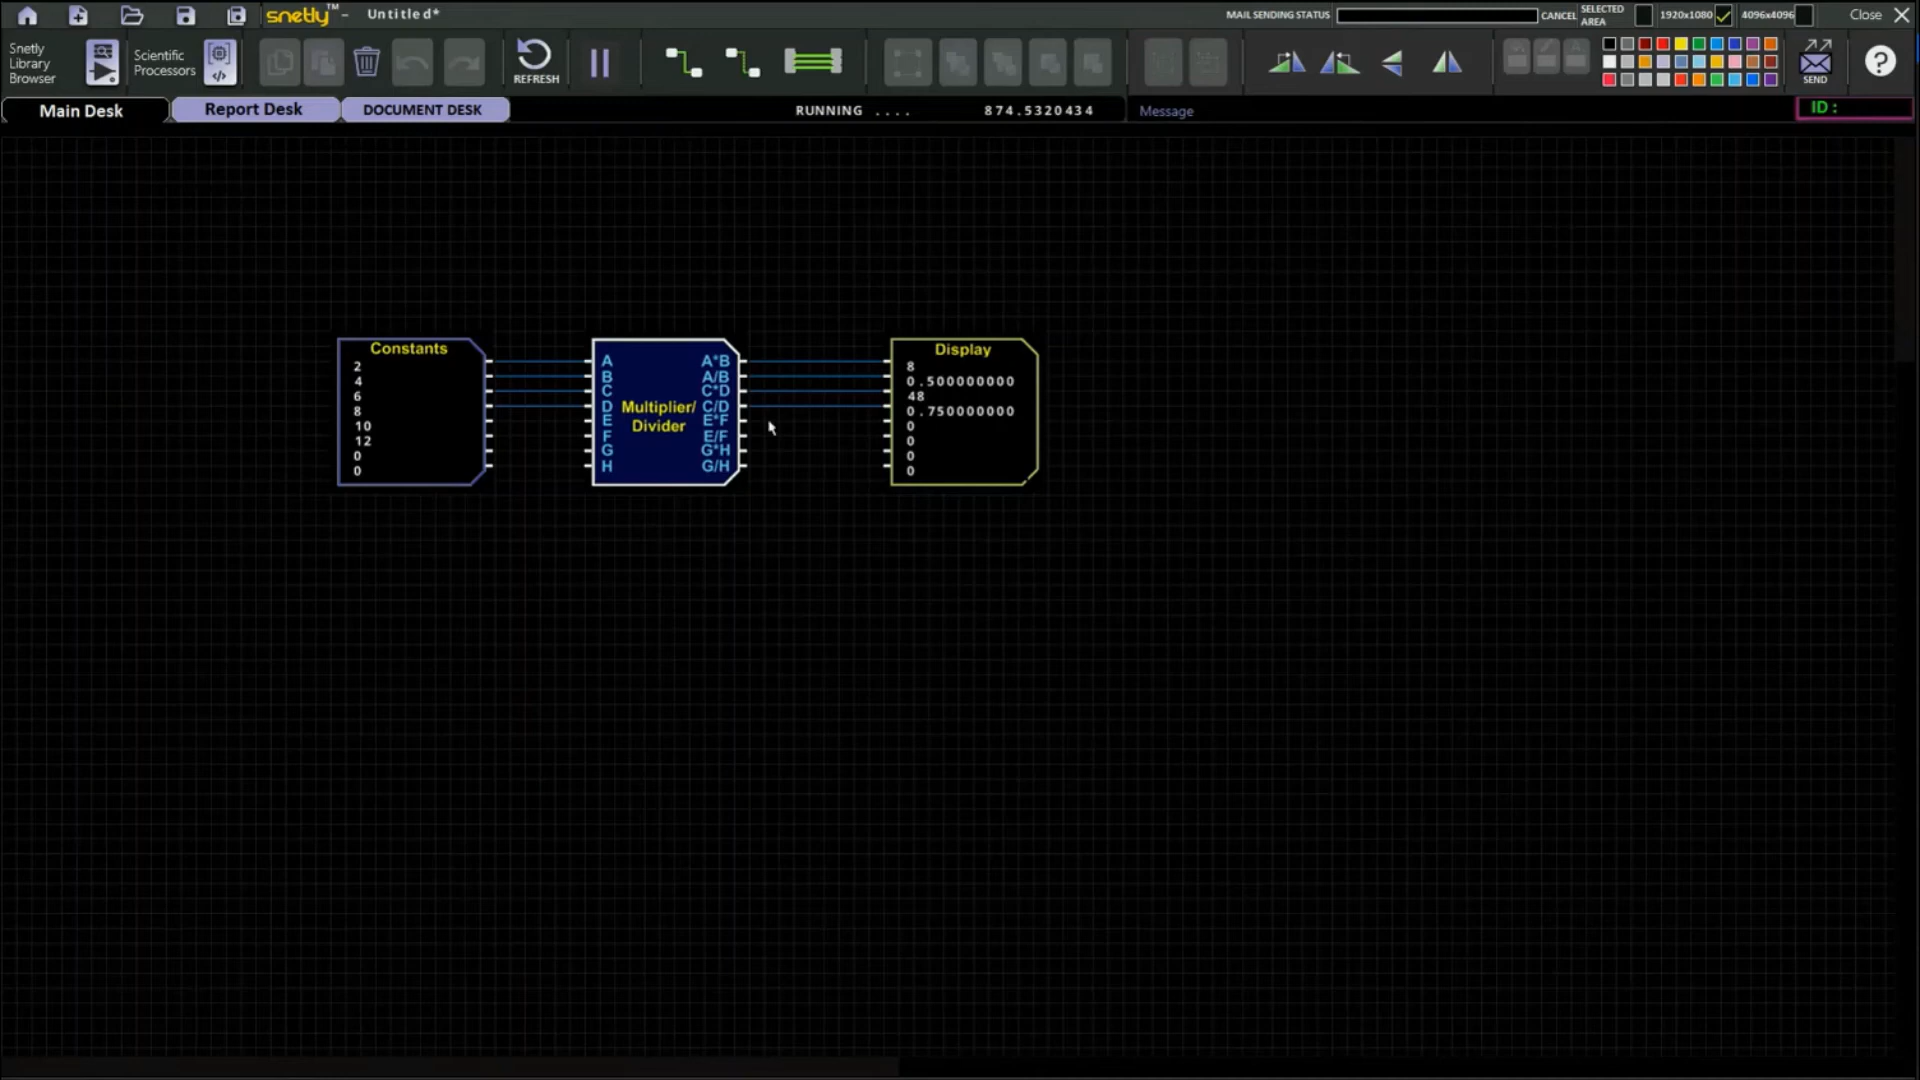 snetly™ - Untitled*
MAIL SENDING STATUS CANCEL SELECTED AREA 1920x1080 4096x4096 Close
Snetly Library Browser
Scientific Processors
REFRESH
SEND
?
Main Desk Report Desk DOCUMENT DESK RUNNING .... 874.5320434 Message ID :
Constants
2
4
6
8
10
12
0
0
A A*B
B A/B
C C*D
D Multiplier/ C/D
E Divider E*F
F E/F
G G*H
H G/H
Display
8
0.500000000
48
0.750000000
0
0
0
0